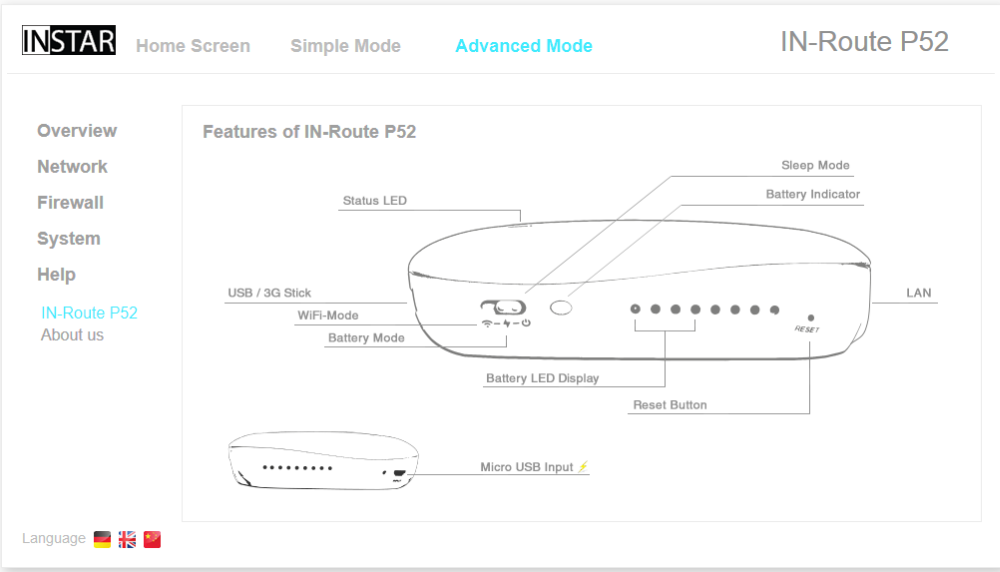 INSTAR
Home Screen
Simple Mode
Advanced Mode
IN-Route P52
Overview
Network
Firewall
System
Help
IN-Route P52
About us
Features of IN-Route P52
Sleep Mode
Battery Indicator
Status LED
USB / 3G Stick
WiFi-Mode
Battery Mode
LAN
RESET
Battery LED Display
Reset Button
Micro USB Input
Language